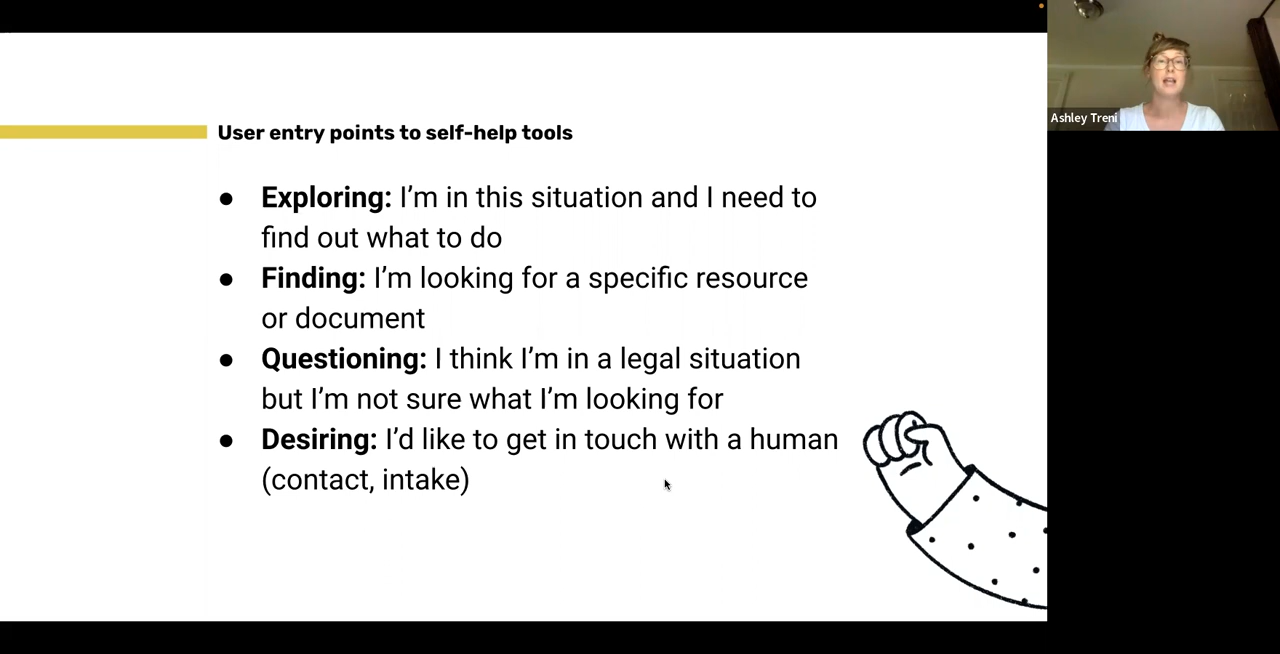 User entry points to self-help tools
● Exploring: I’m in this situation and I need to
find out what to do
● Finding: I’m looking for a specific resource
or document
● Questioning: I think I’m in a legal situation
but I’m not sure what I’m looking for
● Desiring: I’d like to get in touch with a human
(contact, intake)
Ashley Treni